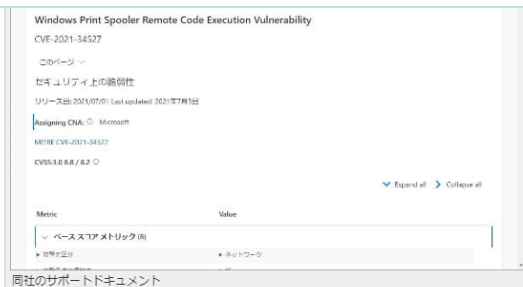 Windows Print Spooler Remote Code Execution Vulnerability
CVE-2021-34527
このページ
セキュリティ上の脆弱性
リリース日: 2021/07/01 Last updated: 2021年7月5日
Assigning CNA: Microsoft
MITRE CVE-2021-34527
CVSS:3.0 8.8 / 8.2
Expand all Collapse all
Metric Value
ベース スコア メトリック (8)
攻撃元区分 ネットワーク
同社のサポートドキュメント